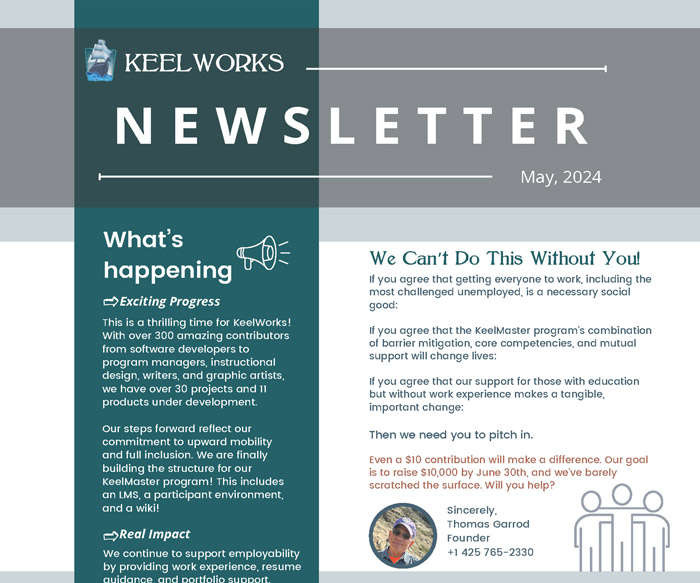 KEELWORKS
NEWSLETTER
May, 2024
What's
happening
Exciting Progress
This is a thrilling time for KeelWorks!
With over 300 amazing contributors
from software developers to
program managers, instructional
design, writers, and graphic artists,
we have over 30 projects and 11
products under development.
Our steps forward reflect our
commitment to upward mobility
and full inclusion. We are finally
building the structure for our
KeelMaster program! This includes
an LMS, a participant environment,
and a wiki!
Real Impact
We continue to support employability
by providing work experience, resume
guidance, and portfolio support,
We Can't Do This Without You!
If you agree that getting everyone to work, including the
most challenged unemployed, is a necessary social
good:
If you agree that the KeelMaster program's combination
of barrier mitigation, core competencies, and mutual
support will change lives:
If you agree that our support for those with education
but without work experience makes a tangible,
important change:
Then we need you to pitch in.
Even a $10 contribution will make a difference. Our goal
is to raise $10,000 by June 30th, and we've barely
scratched the surface. Will you help?
Sincerely,
Thomas Garrod
Founder
+1 425 765-2330